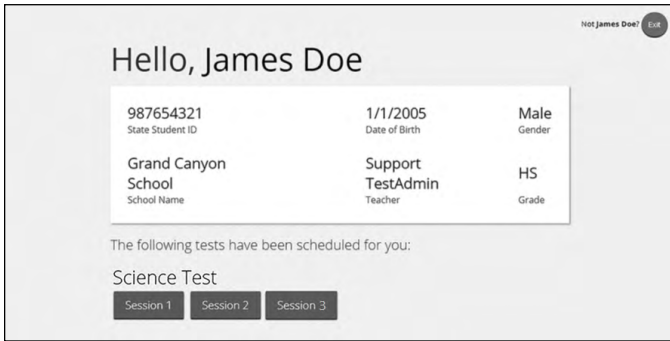 Not James Doe? Exit
Hello, James Doe
987654321 1/1/2005 Male
State Student ID Date of Birth Gender
Grand Canyon Support
School TestAdmin HS
School Name Teacher Grade
The following tests have been scheduled for you:
Science Test
Session 1 Session 2 Session 3